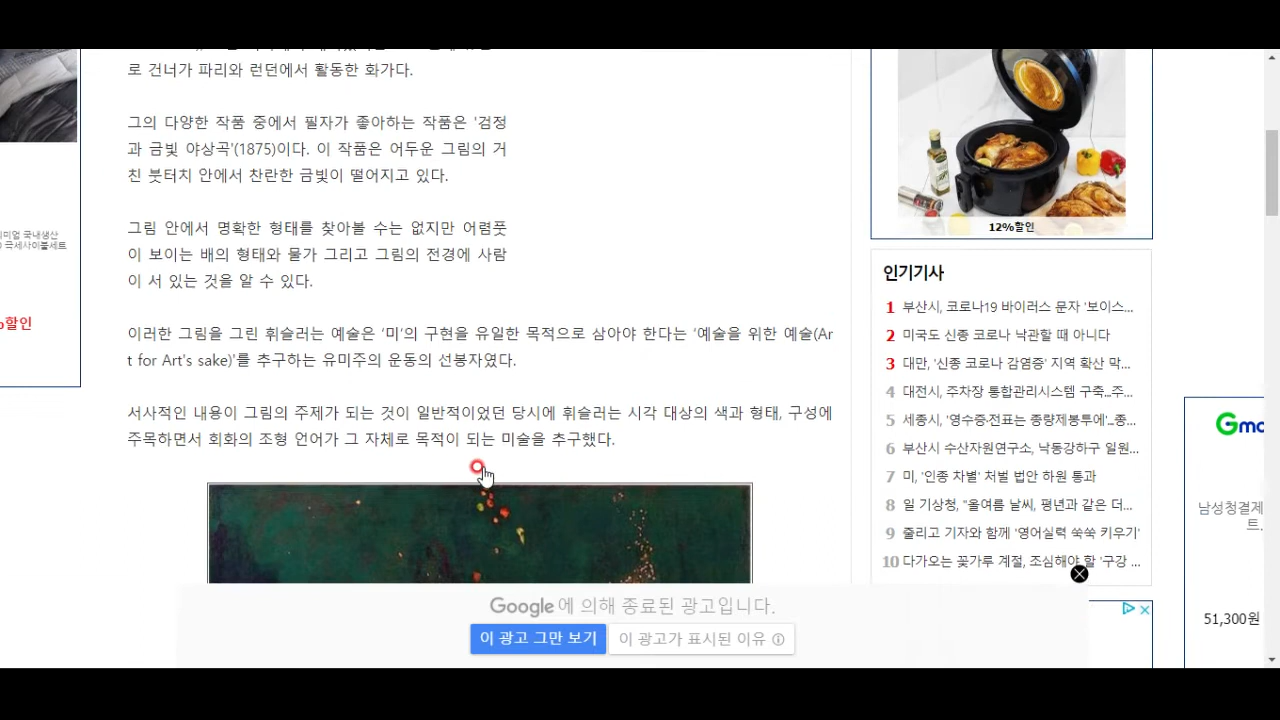 로 건너가 파리와 런던에서 활동한 화가다.
그의 다양한 작품 중에서 필자가 좋아하는 작품은 '검정
과 금빛 야상곡'(1875)이다. 이 작품은 어두운 그림의 거
친 붓터치 안에서 찬란한 금빛이 떨어지고 있다.
그림 안에서 명확한 형태를 찾아볼 수는 없지만 어렴풋
이 보이는 배의 형태와 물가 그리고 그림의 전경에 사람
이 서 있는 것을 알 수 있다.
이러한 그림을 그린 휘슬러는 예술은 ‘미’의 구현을 유일한 목적으로 삼아야 한다는 ‘예술을 위한 예술(Ar
t for Art's sake)'를 추구하는 유미주의 운동의 선봉자였다.
서사적인 내용이 그림의 주제가 되는 것이 일반적이었던 당시에 휘슬러는 시각 대상의 색과 형태, 구성에
주목하면서 회화의 조형 언어가 그 자체로 목적이 되는 미술을 추구했다.
미엄 국내생산
극세사이불세트
%할인
12%할인
인기기사
1 부산시, 코로나19 바이러스 문자 '보이스...
2 미국도 신종 코로나 낙관할 때 아니다
3 대만, '신종 코로나 감염증' 지역 확산 막...
4 대전시, 주차장 통합관리시스템 구축...주...
5 세종시, '영수증·전표는 종량제봉투에'...종...
6 부산시 수산자원연구소, 낙동강하구 일원...
7 미, '인종 차별' 처벌 법안 하원 통과
8 일 기상청, "올여름 날씨, 평년과 같은 더...
9 줄리고 기자와 함께 '영어실력 쑥쑥 키우기'
10 다가오는 꽃가루 계절, 조심해야 할 '구강 ...
Gmo
남성청결제
트.
51,300원
Google에 의해 종료된 광고입니다.
이 광고 그만 보기
이 광고가 표시된 이유 ⓘ